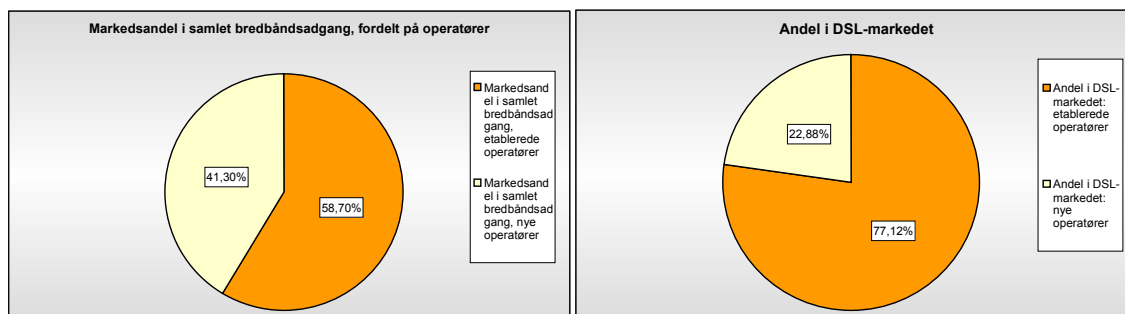 Markedsandel i samlet bredbåndsadgang, fordelt på operatører
41,30%
58,70%
Markedsand
el i samlet
bredbåndsad
gang,
etablerede
operatører
Markedsand
el i samlet
bredbåndsad
gang, nye
operatører
Andel i DSL-markedet
22,88%
77,12%
Andel i DSL-
markedet:
etablerede
operatører
Andel i DSL-
markedet:
nye
operatører